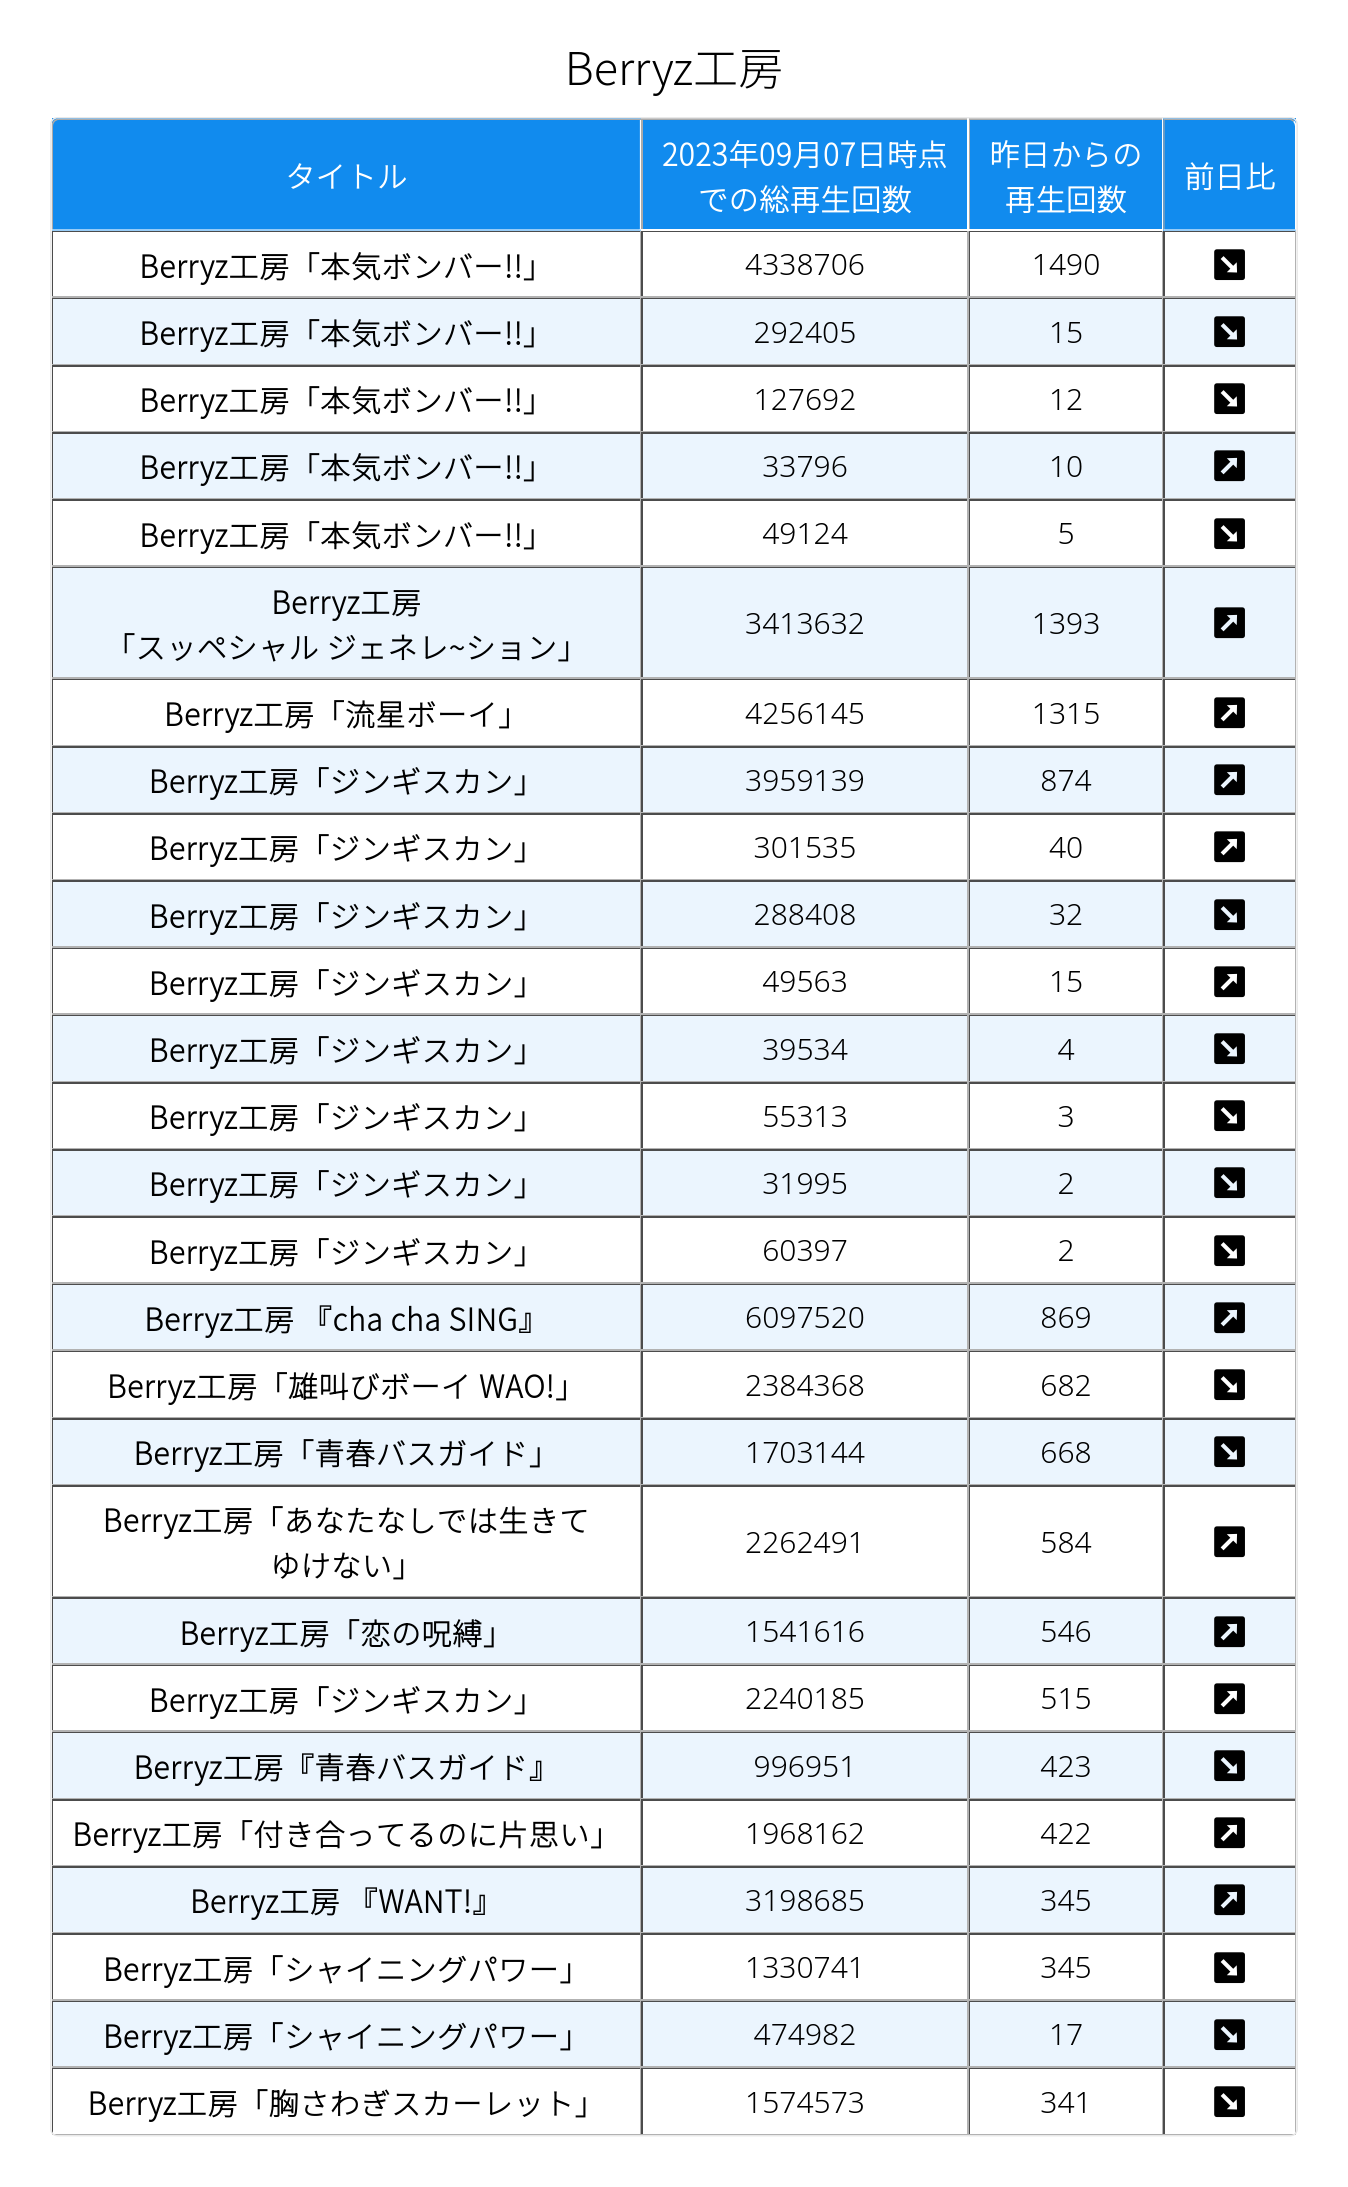 Berryz工房
タイトル
2023年09月07日時点
での総再生回数
昨日からの
再生回数
前日比
Berryz工房「本気ボンバー!!」 4338706 1490 ↘
Berryz工房「本気ボンバー!!」 292405 15 ↘
Berryz工房「本気ボンバー!!」 127692 12 ↘
Berryz工房「本気ボンバー!!」 33796 10 ↗
Berryz工房「本気ボンバー!!」 49124 5 ↘
Berryz工房
「スッペシャル ジェネレ~ション」 3413632 1393 ↗
Berryz工房「流星ボーイ」 4256145 1315 ↗
Berryz工房「ジンギスカン」 3959139 874 ↗
Berryz工房「ジンギスカン」 301535 40 ↗
Berryz工房「ジンギスカン」 288408 32 ↘
Berryz工房「ジンギスカン」 49563 15 ↗
Berryz工房「ジンギスカン」 39534 4 ↘
Berryz工房「ジンギスカン」 55313 3 ↘
Berryz工房「ジンギスカン」 31995 2 ↘
Berryz工房「ジンギスカン」 60397 2 ↘
Berryz工房 『cha cha SING』 6097520 869 ↗
Berryz工房「雄叫びボーイ WAO!」 2384368 682 ↘
Berryz工房「青春バスガイド」 1703144 668 ↘
Berryz工房「あなたなしでは生きて
ゆけない」 2262491 584 ↗
Berryz工房「恋の呪縛」 1541616 546 ↗
Berryz工房「ジンギスカン」 2240185 515 ↗
Berryz工房『青春バスガイド』 996951 423 ↘
Berryz工房「付き合ってるのに片思い」 1968162 422 ↗
Berryz工房 『WANT!』 3198685 345 ↗
Berryz工房「シャイニングパワー」 1330741 345 ↘
Berryz工房「シャイニングパワー」 474982 17 ↘
Berryz工房「胸さわぎスカーレット」 1574573 341 ↘